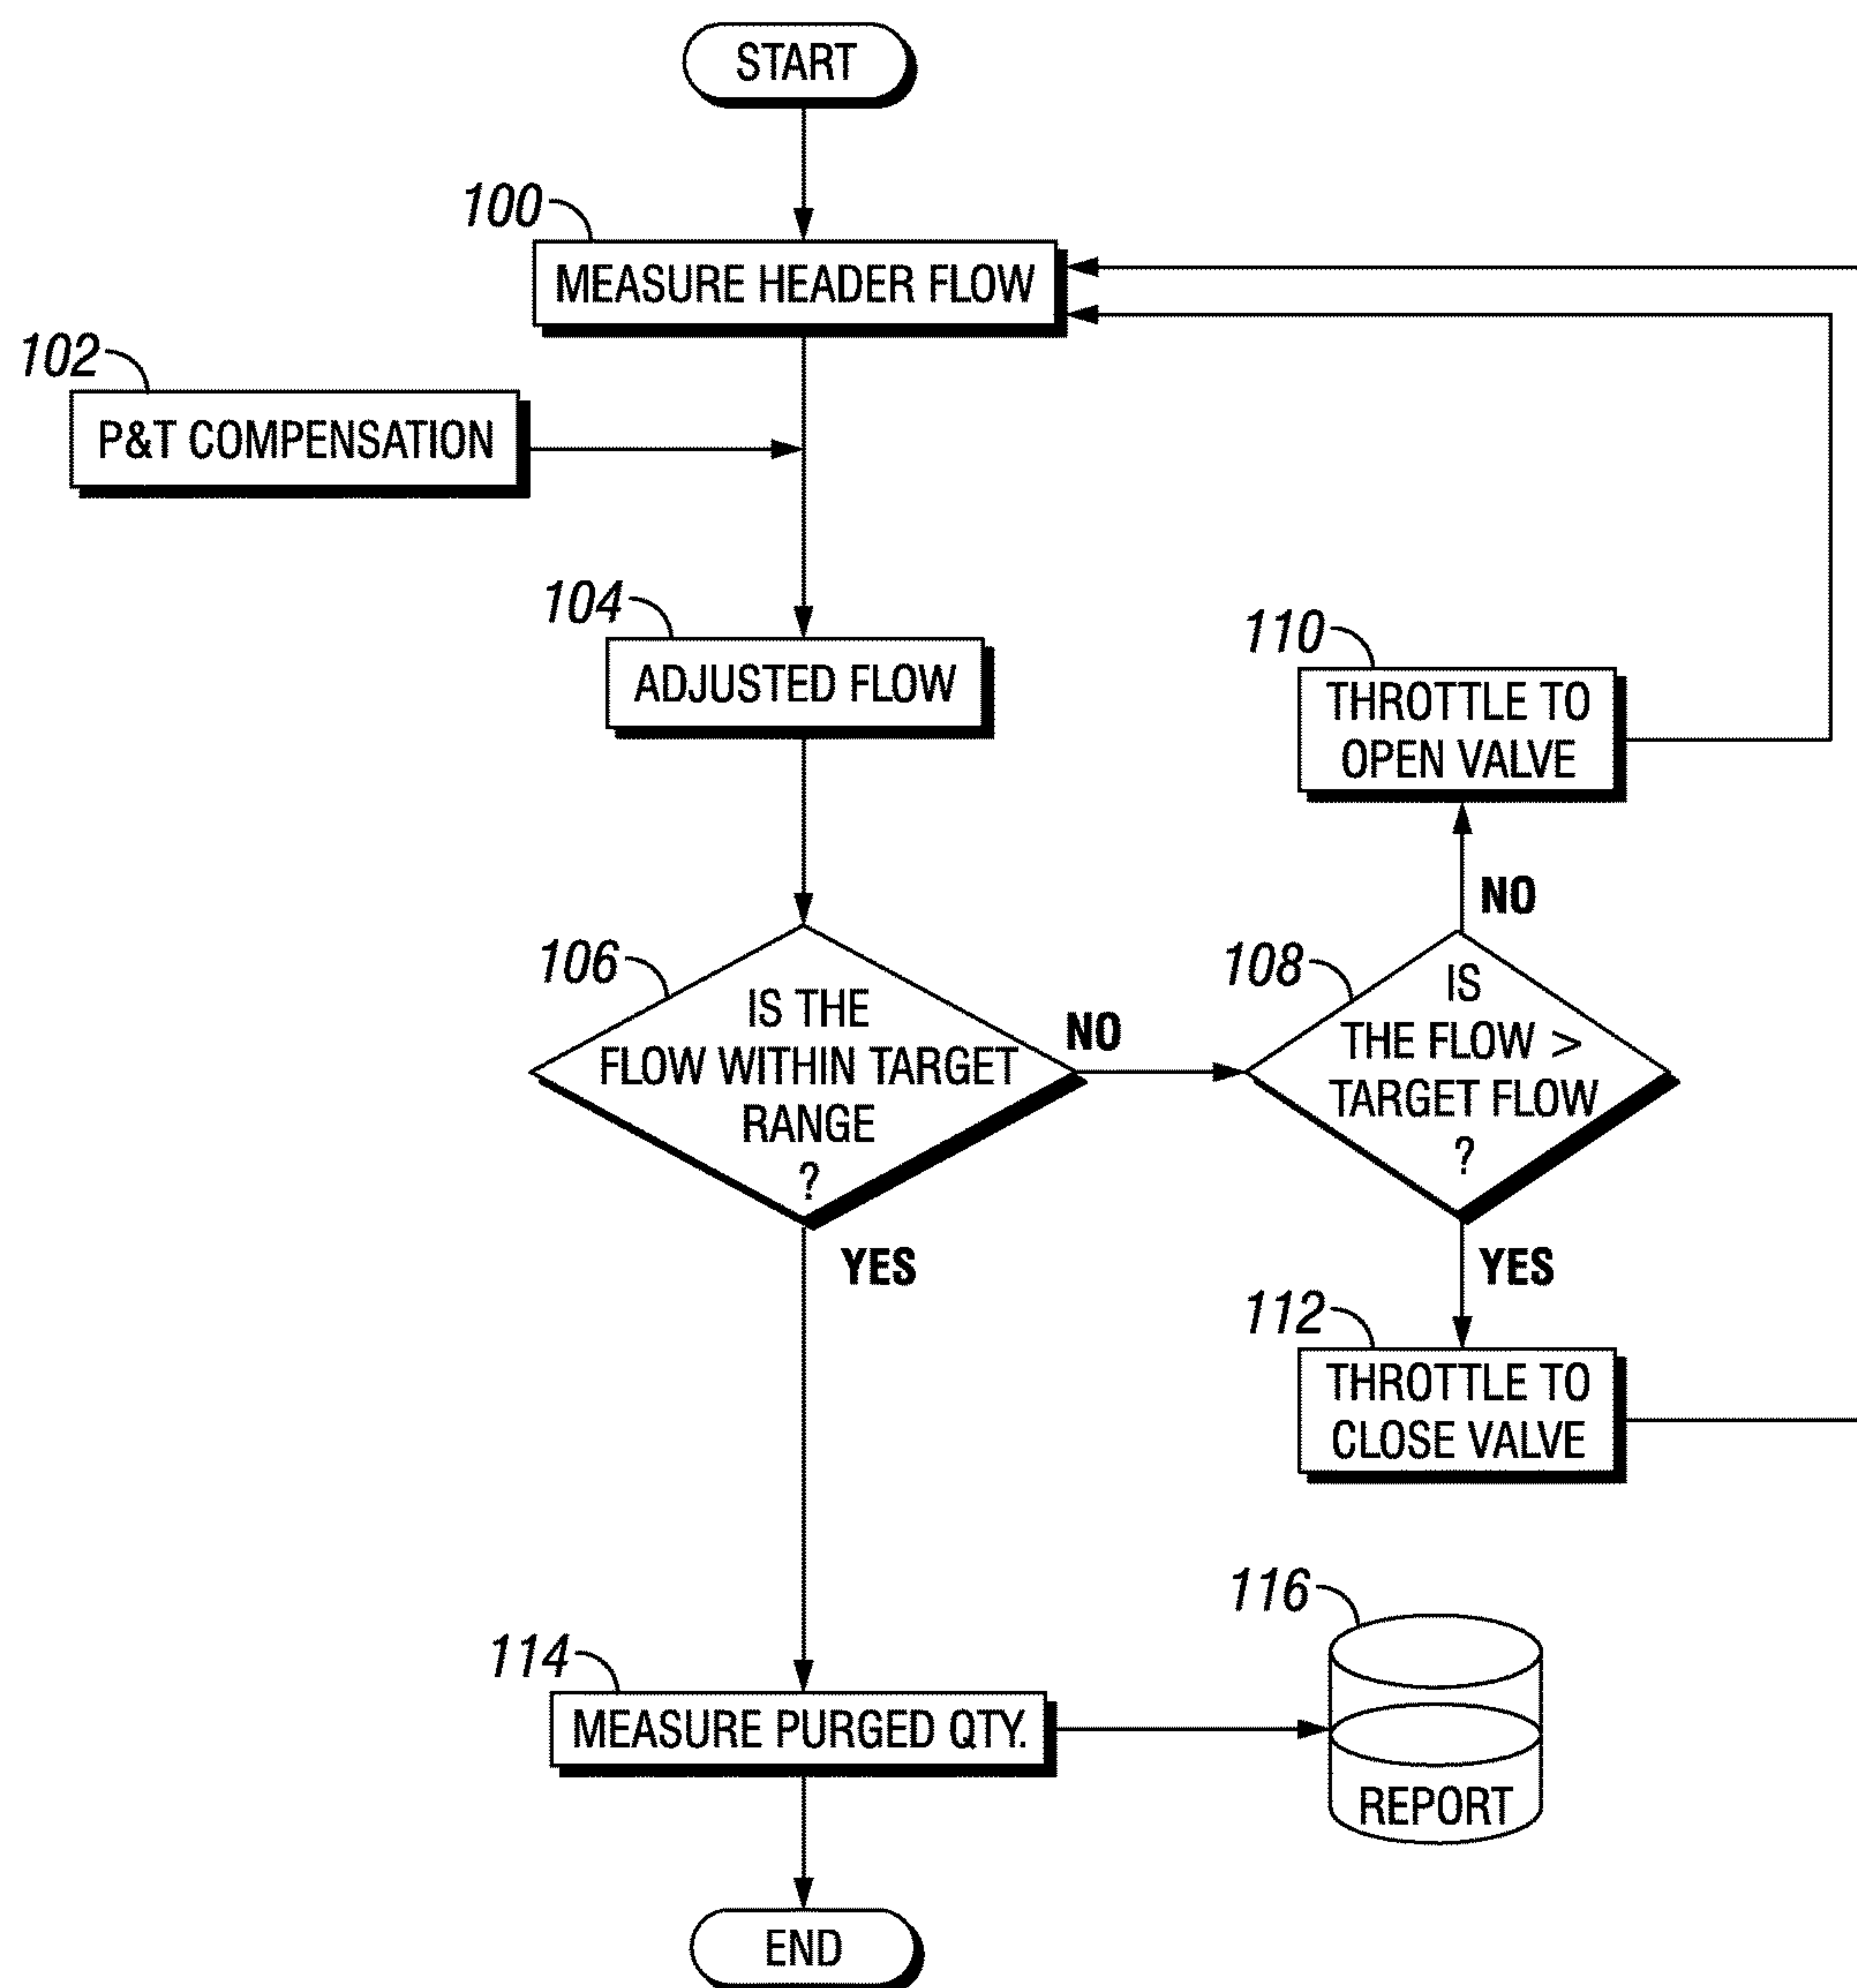 START
100
MEASURE HEADER FLOW
102
P&T COMPENSATION
104
ADJUSTED FLOW
110
THROTTLE TO
OPEN VALVE
NO
106
IS THE
FLOW WITHIN TARGET
RANGE
?
NO
108
IS
THE FLOW >
TARGET FLOW
?
YES
YES
112
THROTTLE TO
CLOSE VALVE
114
MEASURE PURGED QTY.
116
REPORT
END